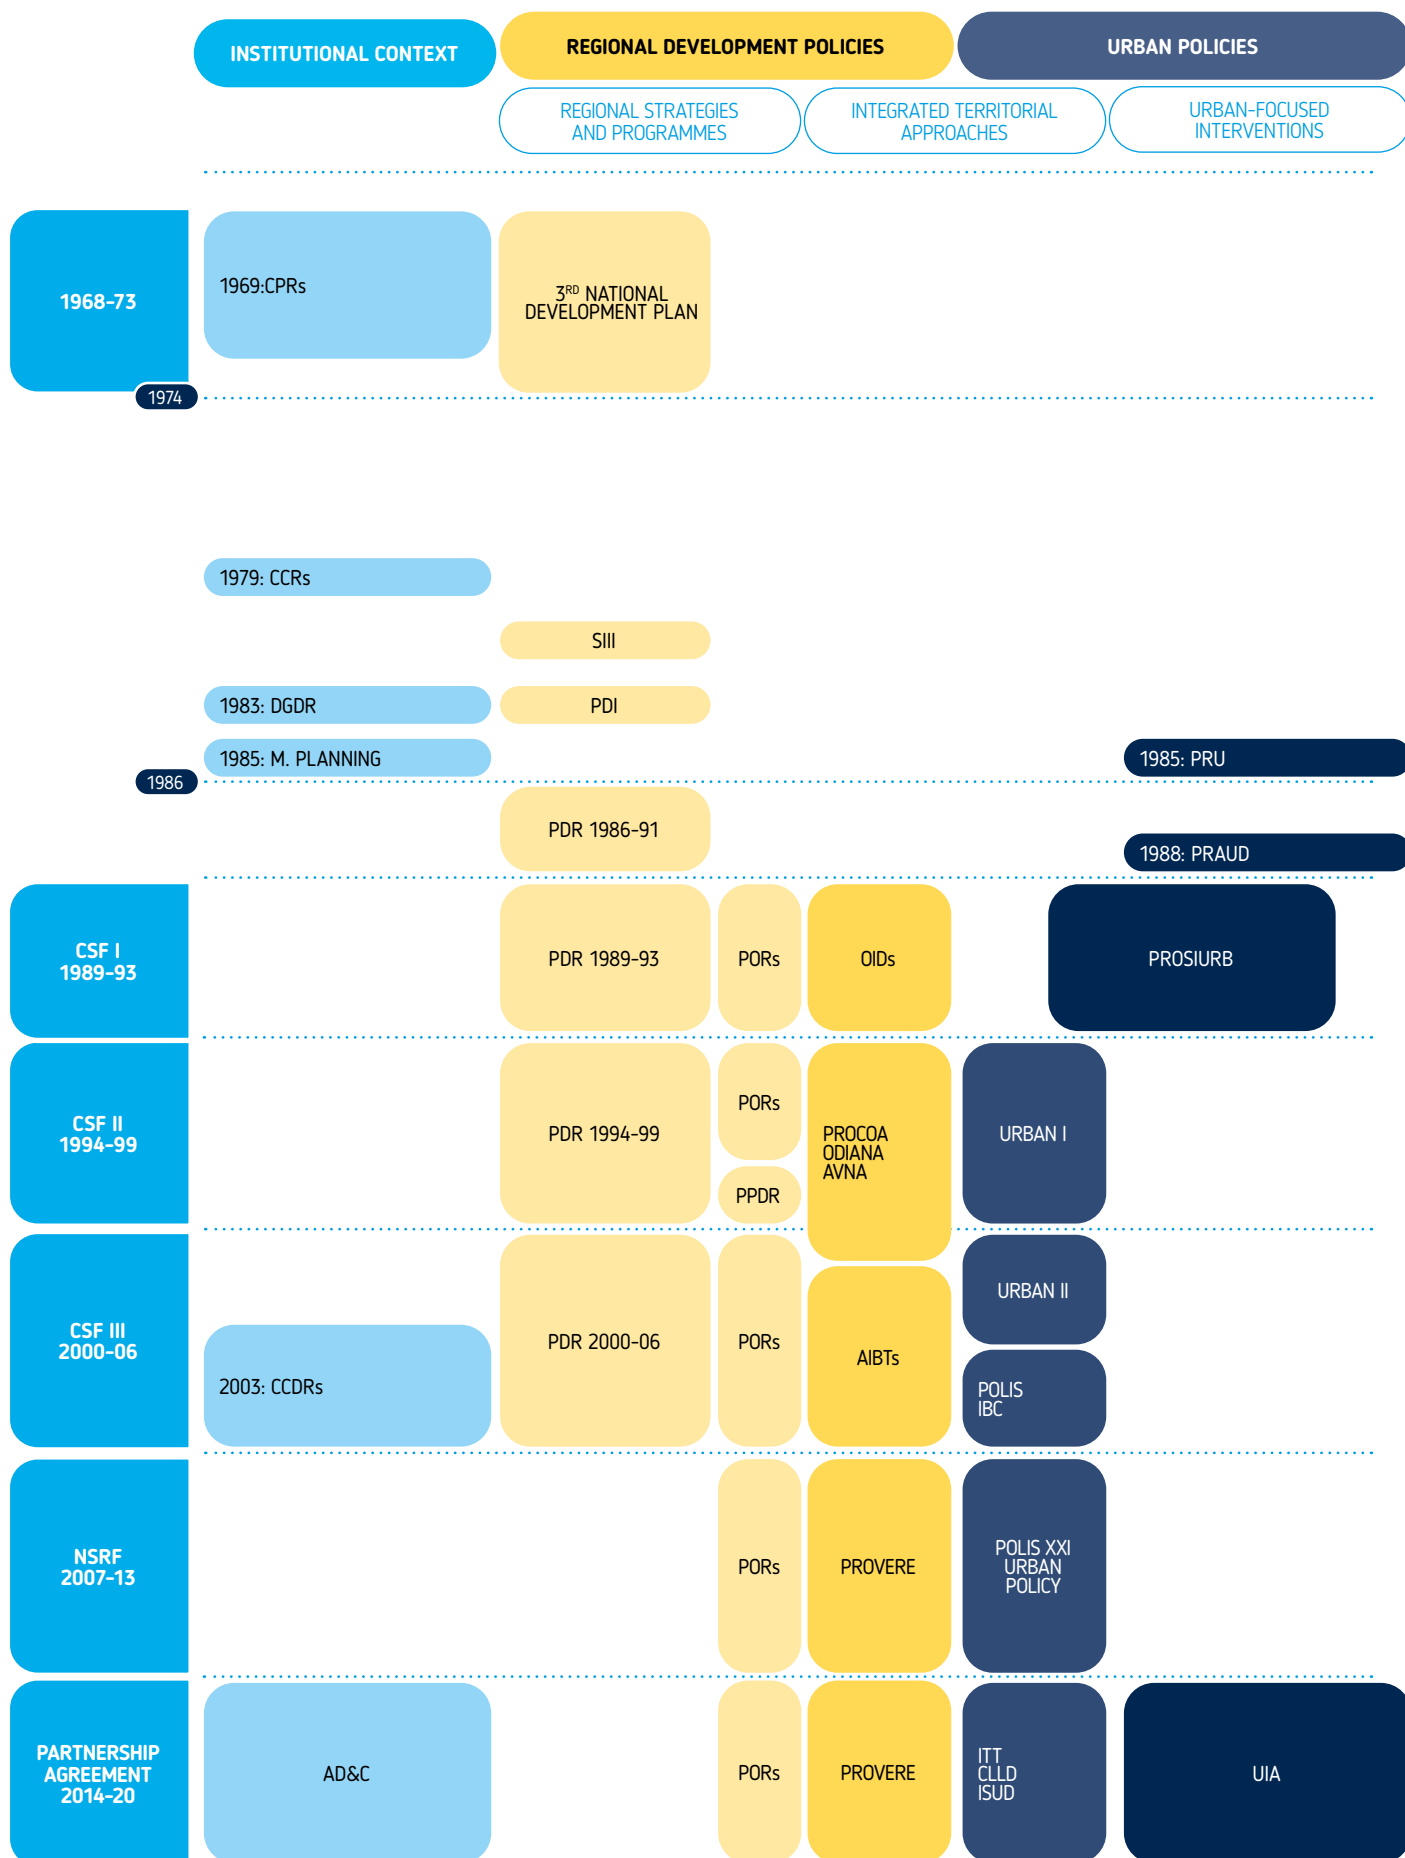 INSTITUTIONAL CONTEXT
REGIONAL DEVELOPMENT POLICIES
URBAN POLICIES
REGIONAL STRATEGIES
AND PROGRAMMES
INTEGRATED TERRITORIAL
APPROACHES
URBAN-FOCUSED
INTERVENTIONS
1968-73
1969:CPRs
3RD NATIONAL
DEVELOPMENT PLAN
1974
1979: CCRs
SIII
1983: DGDR
PDI
1985: M. PLANNING
1985: PRU
1986
PDR 1986-91
1988: PRAUD
CSF I
1989-93
PDR 1989-93
PORs
OIDs
PROSIURB
CSF II
1994-99
PDR 1994-99
PORs
PPDR
PROCOA
ODIANA
AVNA
URBAN I
CSF III
2000-06
2003: CCDRs
PDR 2000-06
PORs
AIBTs
URBAN II
POLIS
IBC
NSRF
2007-13
PORs
PROVERE
POLIS XXI
URBAN
POLICY
PARTNERSHIP
AGREEMENT
2014-20
AD&C
PORs
PROVERE
ITT
CLLD
ISUD
UIA